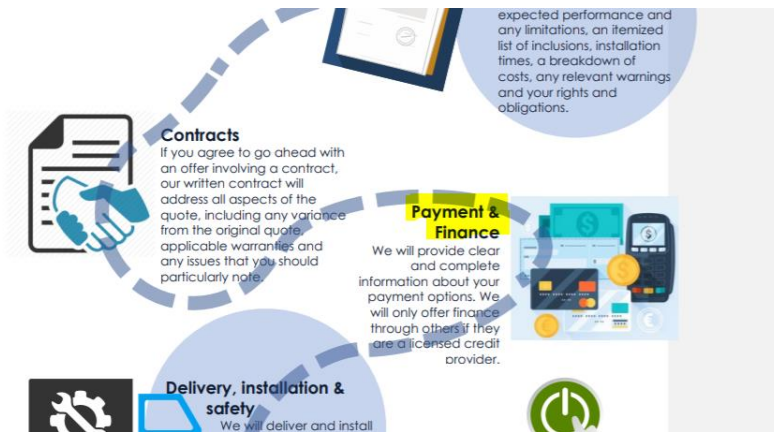 expected performance and
any limitations, an itemized
list of inclusions, installation
times, a breakdown of
costs, any relevant warnings
and your rights and
obligations.
Contracts
If you agree to go ahead with
an offer involving a contract,
our written contract will
address all aspects of the
quote, including any variance
from the original quote,
applicable warranties and
any issues that you should
particularly note.
Payment &
Finance
We will provide clear
and complete
information about your
payment options. We
will only offer finance
through others if they
are a licensed credit
provider.
Delivery, installation &
safety
We will deliver and install